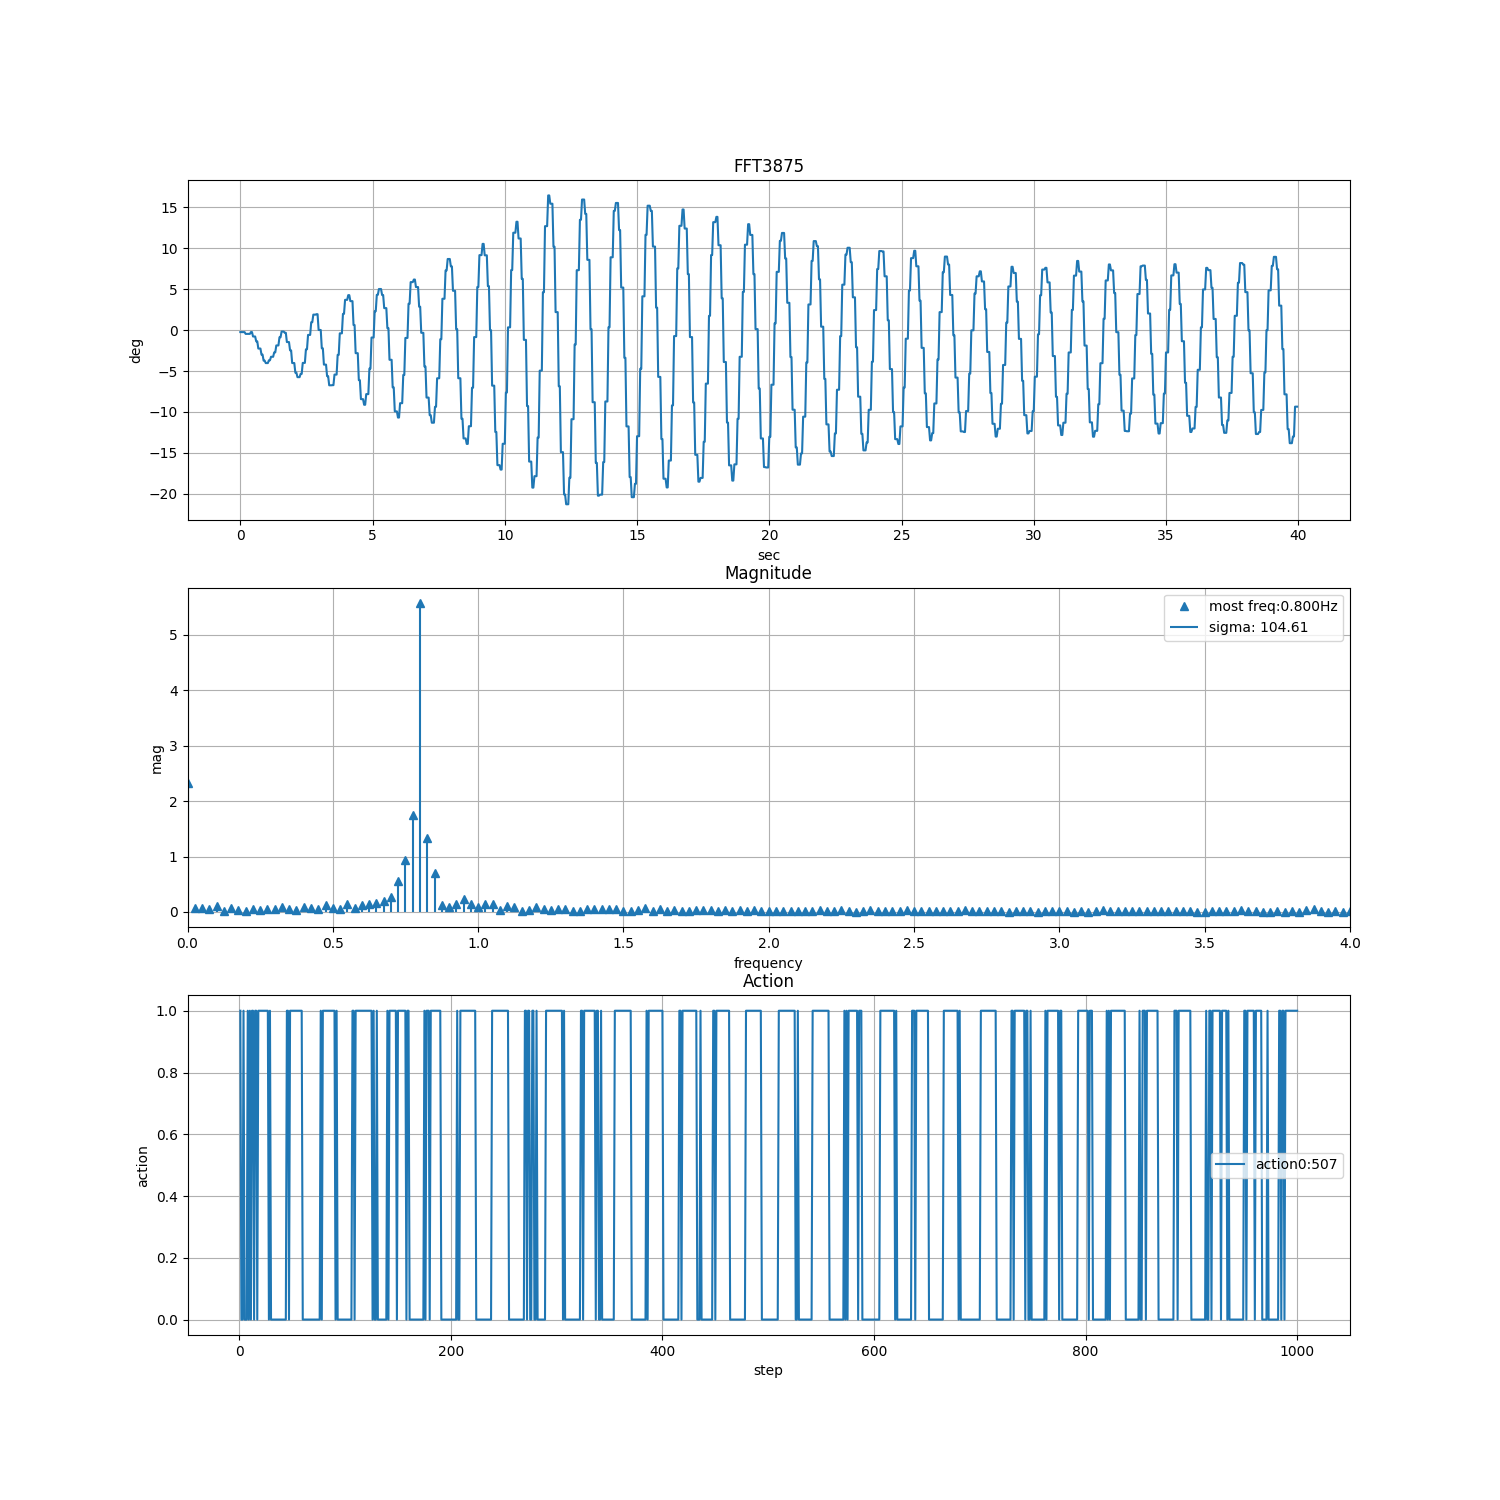 FFT3875
15
10
5
0
−5
−10
−15
−20
deg
0 5 10 15 20 25 30 35 40
sec
Magnitude
most freq:0.800Hz
sigma: 104.61
5
4
3
2
1
0
mag
0.0 0.5 1.0 1.5 2.0 2.5 3.0 3.5 4.0
frequency
Action
1.0
0.8
0.6
0.4
0.2
0.0
action
action0:507
0 200 400 600 800 1000
step